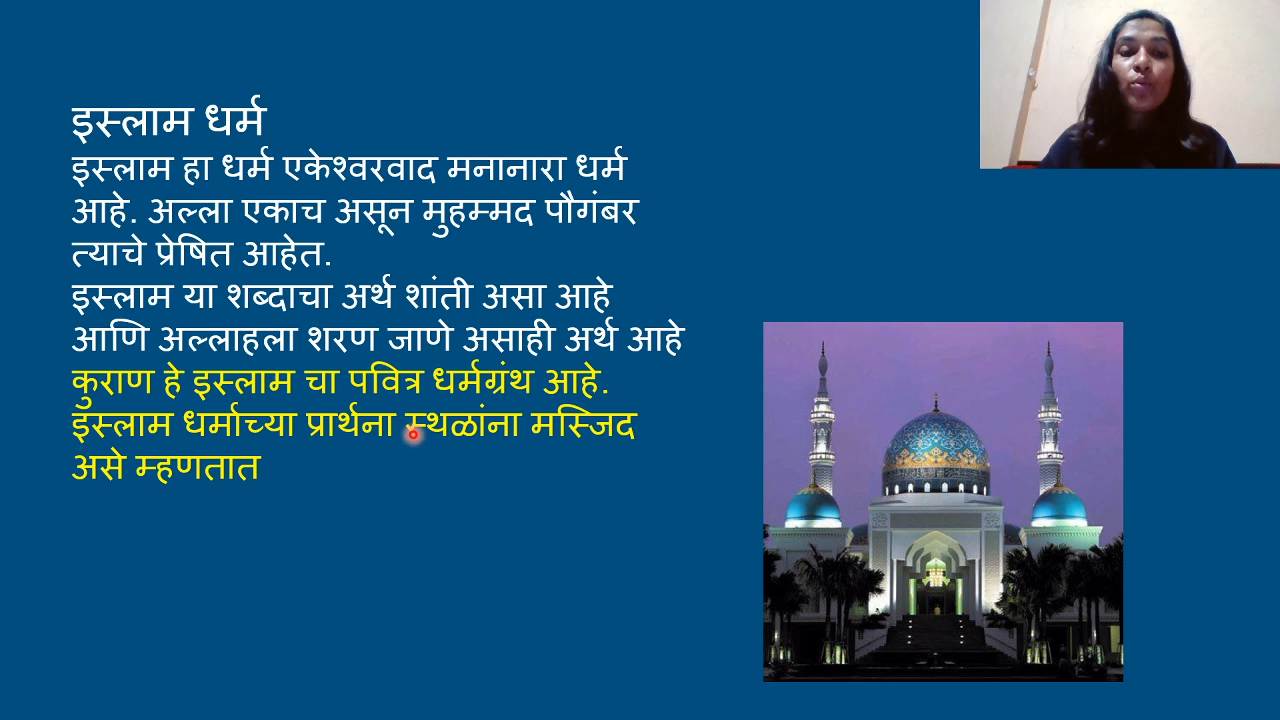 इस्लाम धर्म
इस्लाम हा धर्म एकेश्वरवाद मनानारा धर्म
आहे. अल्ला एकाच असून मुहम्मद पौगंबर
त्याचे प्रेषित आहेत.
इस्लाम या शब्दाचा अर्थ शांती असा आहे
आणि अल्लाहला शरण जाणे असाही अर्थ आहे
कुराण हे इस्लाम चा पवित्र धर्मग्रंथ आहे.
इस्लाम धर्माच्या प्रार्थना स्थळांना मस्जिद
असे म्हणतात